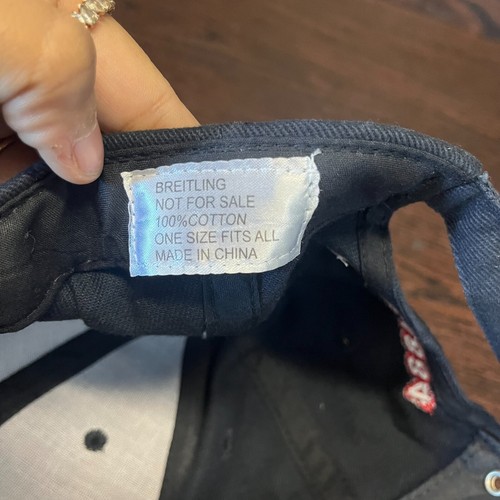 BREITLING
NOT FOR SALE
100%COTTON
ONE SIZE FITS ALL
MADE IN CHINA